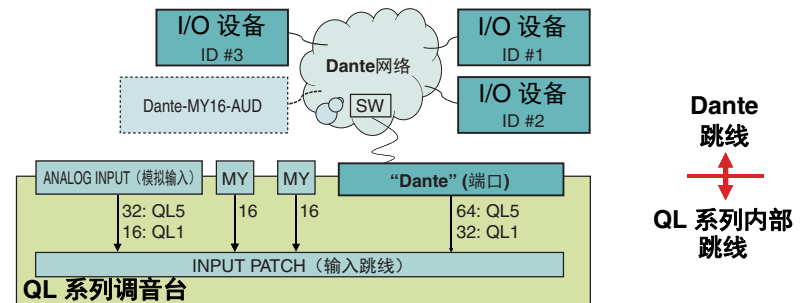 I/O 设备
ID #3
I/O 设备
ID #1
Dante网络
Dante-MY16-AUD
SW
I/O 设备
ID #2
Dante
跳线
QL 系列内部
跳线
ANALOG INPUT（模拟输入）
MY
MY
“Dante” (端口)
32: QL5
16: QL1
16
16
64: QL5
32: QL1
INPUT PATCH（输入跳线）
QL 系列调音台